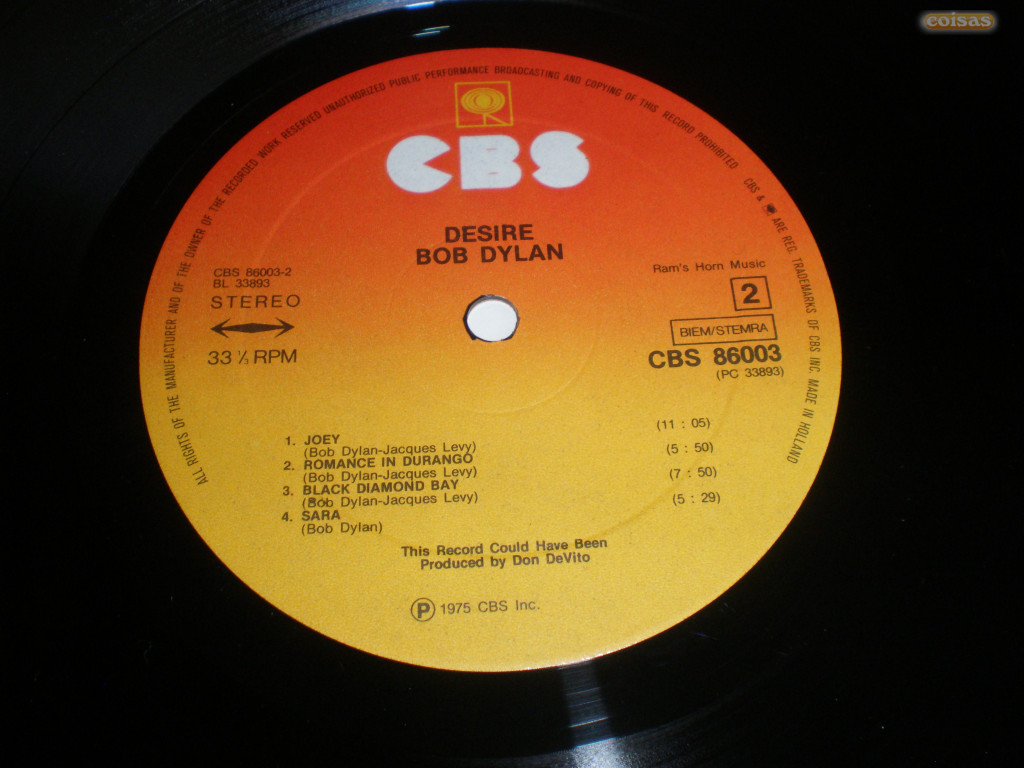 coisas
ALL RIGHTS OF THE MANUFACTURER AND OF THE OWNER OF THE RECORDED WORK RESERVED UNAUTHORIZED PUBLIC PERFORMANCE BROADCASTING AND COPYING OF THIS RECORD PROHIBITED
CBS & ARE REG. TRADEMARKS OF CBS INC. MADE IN HOLLAND
CBS
DESIRE
BOB DYLAN
CBS 86003-2
BL 33893
STEREO
33 ⅓ RPM
Ram's Horn Music
2
BIEM/STEMRA
CBS 86003
(PC 33893)
1. JOEY (11 : 05)
(Bob Dylan-Jacques Levy)
2. ROMANCE IN DURANGO (5 : 50)
(Bob Dylan-Jacques Levy)
3. BLACK DIAMOND BAY (7 : 50)
(Bob Dylan-Jacques Levy)
4. SARA (5 : 29)
(Bob Dylan)
This Record Could Have Been
Produced by Don DeVito
Ⓟ 1975 CBS Inc.